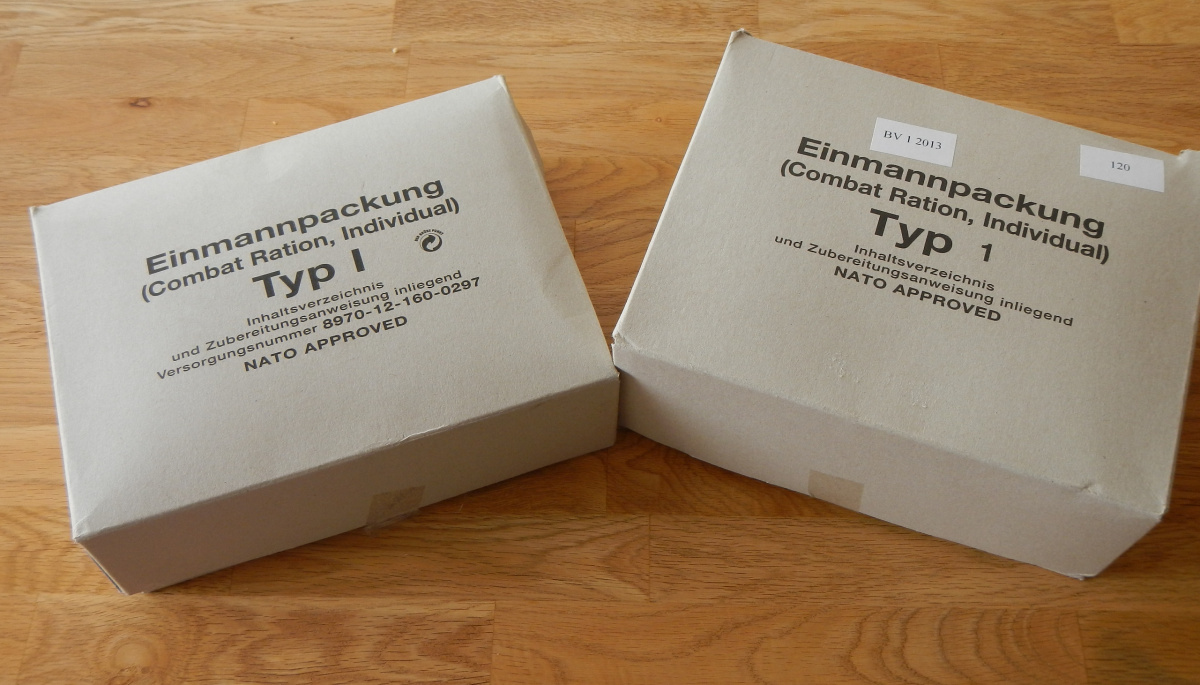 Einmannpackung
(Combat Ration, Individual)
Typ I
Inhaltsverzeichnis
und Zubereitungsanweisung inliegend
Versorgungsnummer 8970-12-160-0297
NATO APPROVED
BV I 2013
120
Einmannpackung
(Combat Ration, Individual)
Typ 1
Inhaltsverzeichnis
und Zubereitungsanweisung inliegend
NATO APPROVED